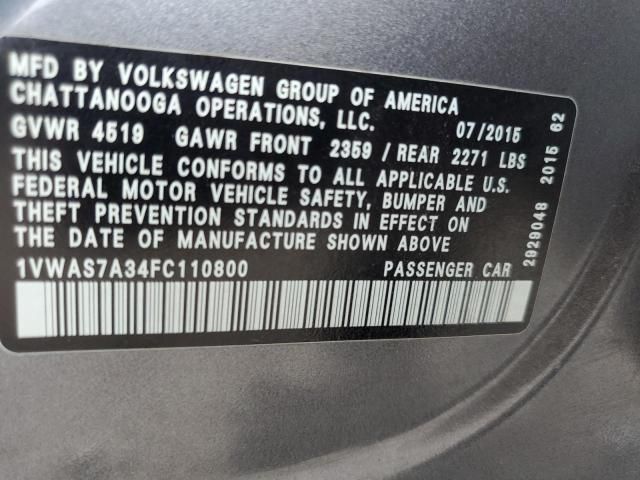 MFD BY VOLKSWAGEN GROUP OF AMERICA
CHATTANOOGA OPERATIONS, LLC. 07/2015
GVWR 4519 GAWR FRONT 2359 / REAR 2271 LBS
THIS VEHICLE CONFORMS TO ALL APPLICABLE U.S.
FEDERAL MOTOR VEHICLE SAFETY, BUMPER AND
THEFT PREVENTION STANDARDS IN EFFECT ON
THE DATE OF MANUFACTURE SHOWN ABOVE
1VWAS7A34FC110800 PASSENGER CAR
2929048 2015 62